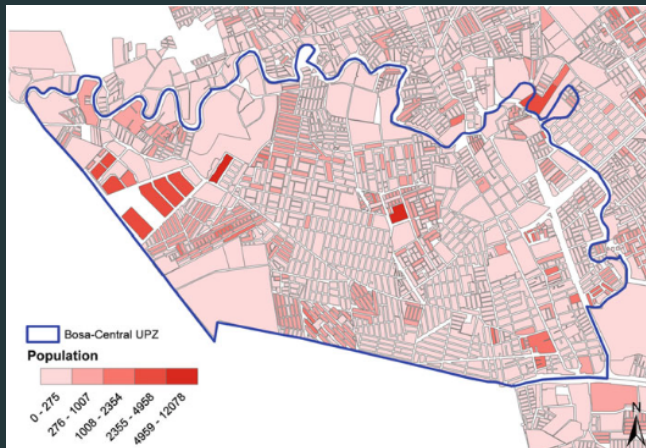 Bosa-Central UPZ
Population
0 - 275
276 - 1007
1008 - 2354
2355 - 4958
4959 - 12078
N